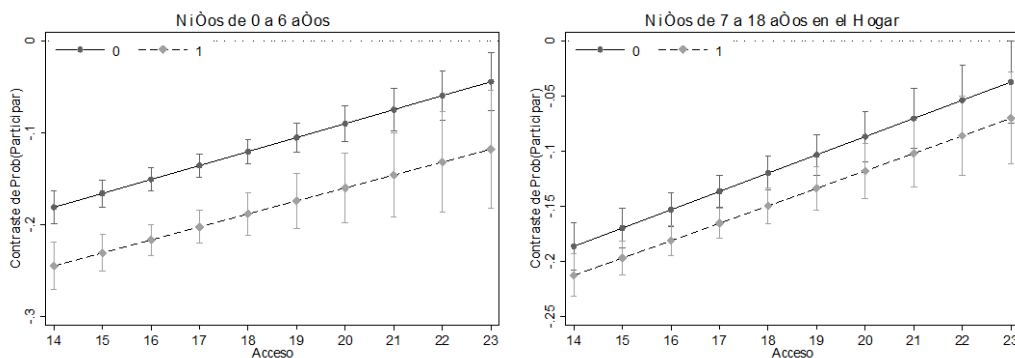 NiÒos de 0 a 6 aÒos
0 1
Contraste de Prob(Participar)
0
-.1
-.2
-.3
14 15 16 17 18 19 20 21 22 23
Acceso
NiÒos de 7 a 18 aÒos en el Hogar
0 1
Contraste de Prob(Participar)
0
-.05
-.1
-.15
-.2
-.25
14 15 16 17 18 19 20 21 22 23
Acceso